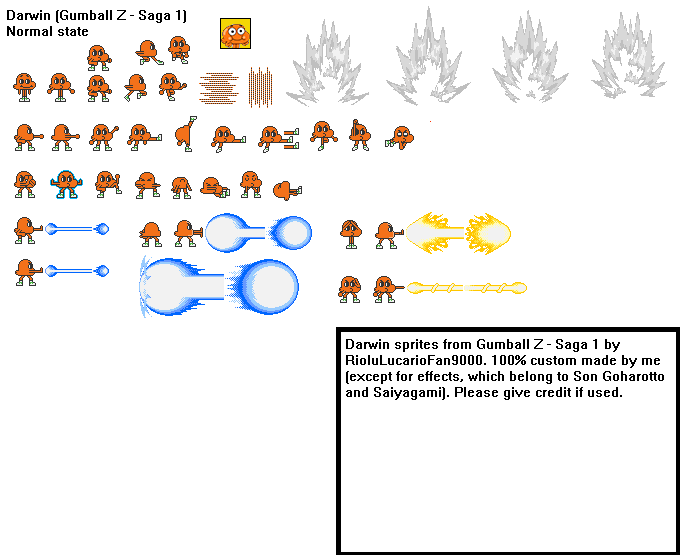 Darwin (Gumball Z - Saga 1)
Normal state
Darwin sprites from Gumball Z - Saga 1 by
RioluLucarioFan9000. 100% custom made by me
(except for effects, which belong to Son Goharotto
and Saiyagami). Please give credit if used.